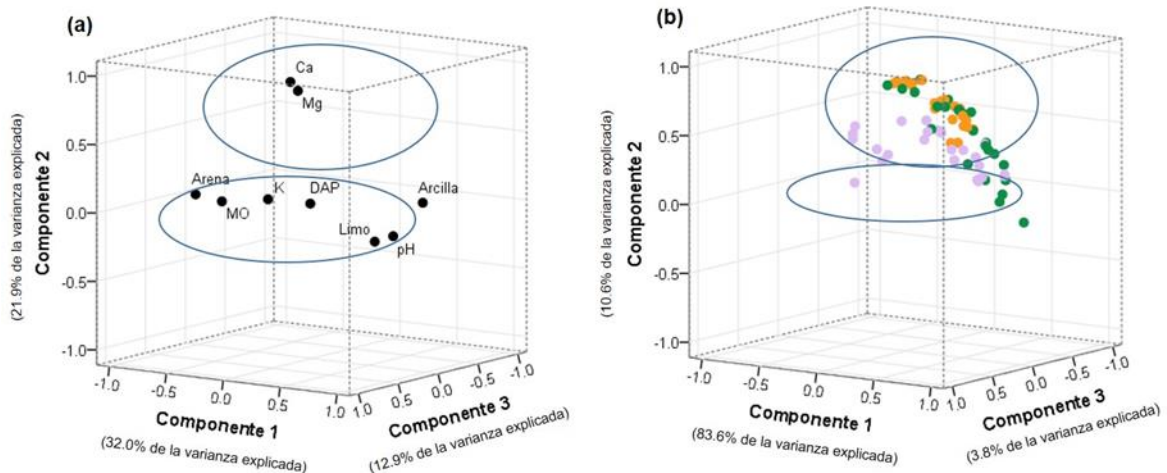 (a)
Ca
Mg
Arena
MO
K
DAP
Arcilla
Limo
pH
1.0
0.5
0.0
-0.5
-1.0
Componente 2
(21.9% de la varianza explicada)
-1.0
-0.5
0.0
0.5
1.0
Componente 1
(32.0% de la varianza explicada)
1.0
0.5
0.0
-0.5
-1.0
Componente 3
(12.9% de la varianza explicada)
(b)
1.0
0.5
0.0
-0.5
-1.0
Componente 2
(10.6% de la varianza explicada)
-1.0
-0.5
0.0
0.5
1.0
Componente 1
(83.6% de la varianza explicada)
1.0
0.5
0.0
-0.5
-1.0
Componente 3
(3.8% de la varianza explicada)